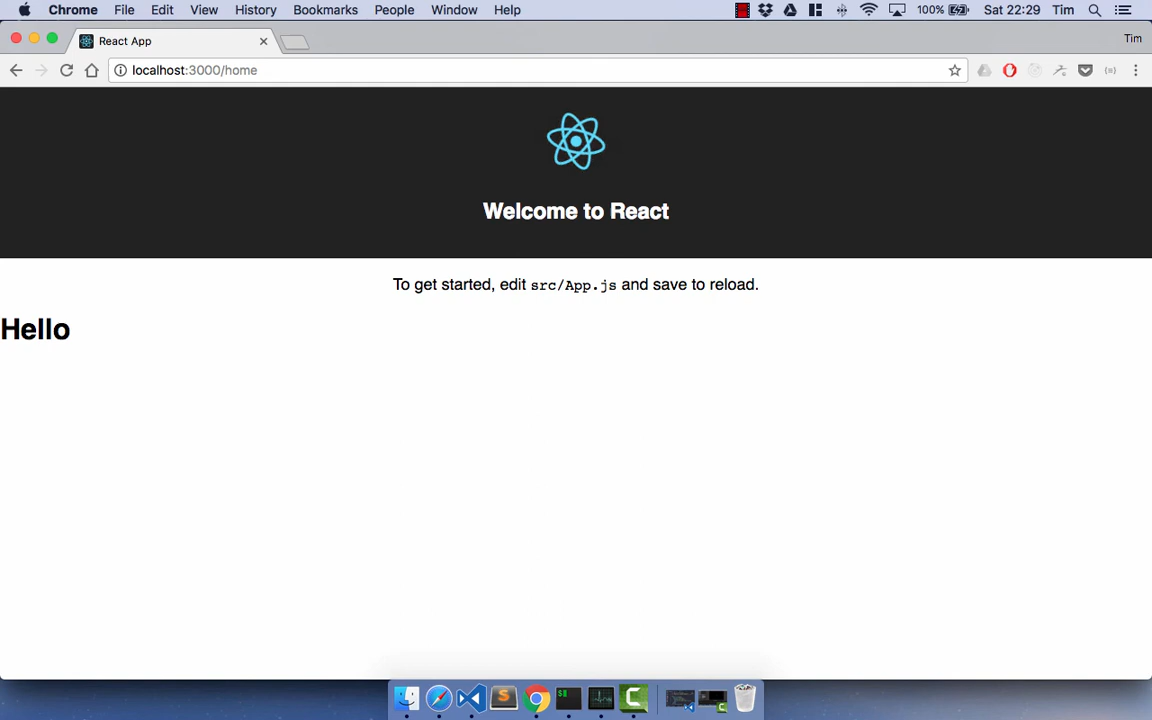 Chrome File Edit View History Bookmarks People Window Help 100% Sat 22:29 Tim
React App Tim
localhost:3000/home
Welcome to React
To get started, edit src/App.js and save to reload.
Hello